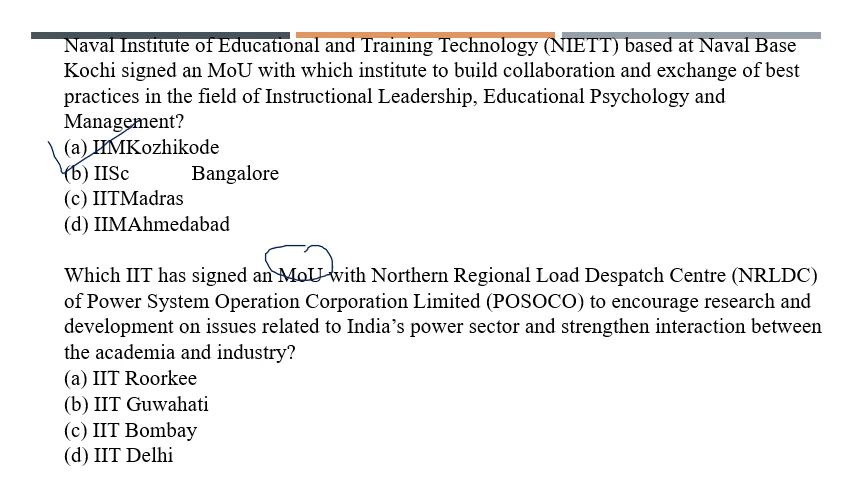 Naval Institute of Educational and Training Technology (NIETT) based at Naval Base
Kochi signed an MoU with which institute to build collaboration and exchange of best
practices in the field of Instructional Leadership, Educational Psychology and
Management?
(a) IIMKozhikode
(b) IISc Bangalore
(c) IITMadras
(d) IIMAhmedabad
Which IIT has signed an MoU with Northern Regional Load Despatch Centre (NRLDC)
of Power System Operation Corporation Limited (POSOCO) to encourage research and
development on issues related to India's power sector and strengthen interaction between
the academia and industry?
(a) IIT Roorkee
(b) IIT Guwahati
(c) IIT Bombay
(d) IIT Delhi